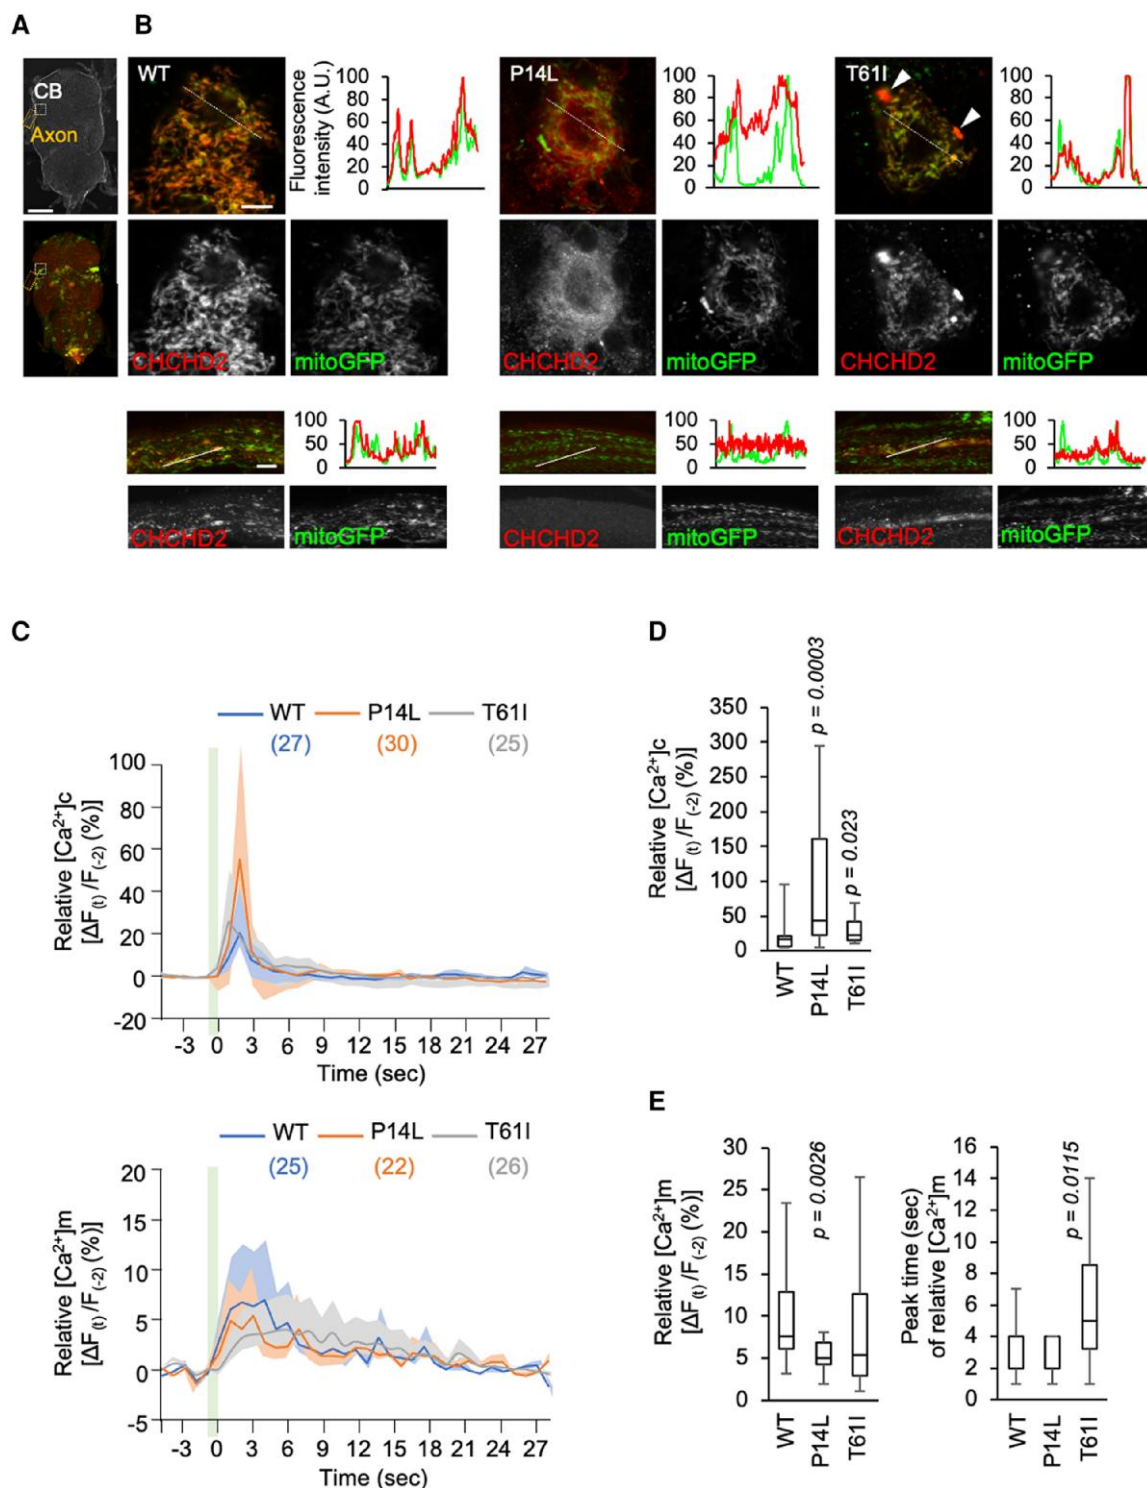 A
B
CB
Axon
WT
Fluorescence
intensity (A.U.)
100
80
60
40
20
0
P14L
100
80
60
40
20
0
T61I
100
80
60
40
20
0
CHCHD2
mitoGFP
CHCHD2
mitoGFP
CHCHD2
mitoGFP
100
50
0
100
50
0
100
50
0
CHCHD2
mitoGFP
CHCHD2
mitoGFP
CHCHD2
mitoGFP
C
WT P14L T61I
(27) (30) (25)
Relative [Ca²⁺]c
[ΔF(t) /F(-2) (%)]
100
80
60
40
20
0
-20
-3 0 3 6 9 12 15 18 21 24 27
Time (sec)
WT P14L T61I
(25) (22) (26)
Relative [Ca²⁺]m
[ΔF(t) /F(-2) (%)]
20
15
10
5
0
-5
-3 0 3 6 9 12 15 18 21 24 27
Time (sec)
D
Relative [Ca²⁺]c
[ΔF(t) /F(-2) (%)]
350
300
250
200
150
100
50
0
p = 0.0003
p = 0.023
WT
P14L
T61I
E
Relative [Ca²⁺]m
[ΔF(t) /F(-2) (%)]
30
25
20
15
10
5
0
p = 0.0026
WT
P14L
T61I
Peak time (sec)
of relative [Ca²⁺]m
16
14
12
10
8
6
4
2
0
p = 0.0115
WT
P14L
T61I